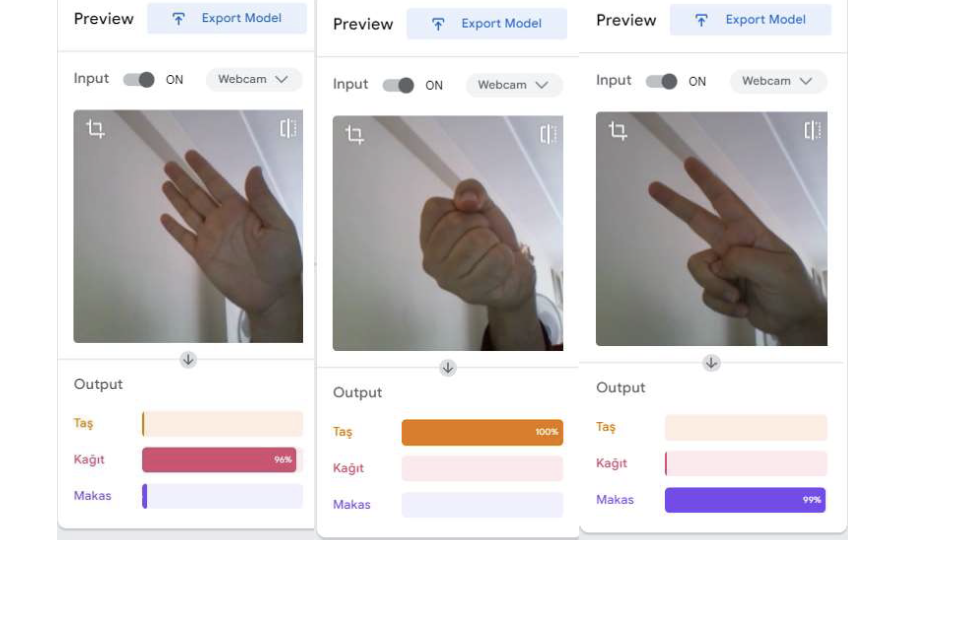 Preview Export Model
Input ON Webcam
Output
Taş
Kağıt 96%
Makas
Preview Export Model
Input ON Webcam
Output
Taş 100%
Kağıt
Makas
Preview Export Model
Input ON Webcam
Output
Taş
Kağıt
Makas 99%